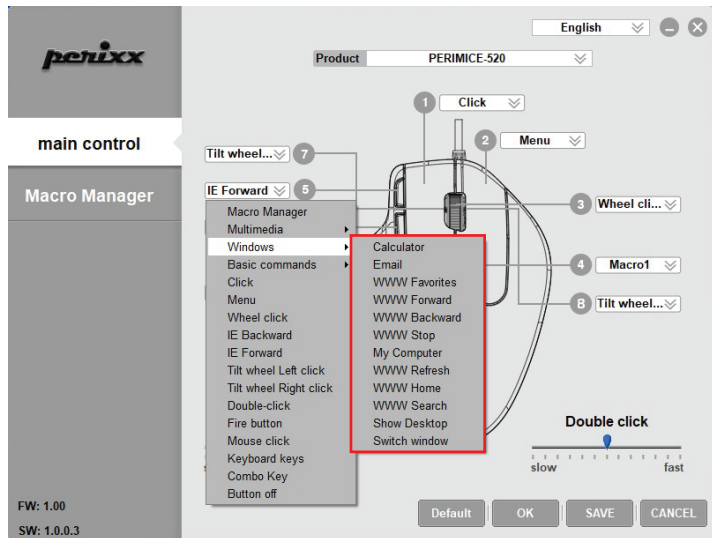 English
perixx
Product
PERIMICE-520
1
Click
main control
2
Menu
Tilt wheel...
7
Macro Manager
IE Forward
5
3
Wheel cli...
Macro Manager
Multimedia
Windows
Calculator
Basic commands
Email
4
Macro1
Click
WWW Favorites
Menu
WWW Forward
8
Tilt wheel...
Wheel click
WWW Backward
IE Backward
WWW Stop
IE Forward
My Computer
Tilt wheel Left click
WWW Refresh
Tilt wheel Right click
WWW Home
Double-click
WWW Search
Fire button
Show Desktop
Double click
Mouse click
Switch window
Keyboard keys
slow
fast
Combo Key
Button off
FW: 1.00
SW: 1.0.0.3
Default
OK
SAVE
CANCEL